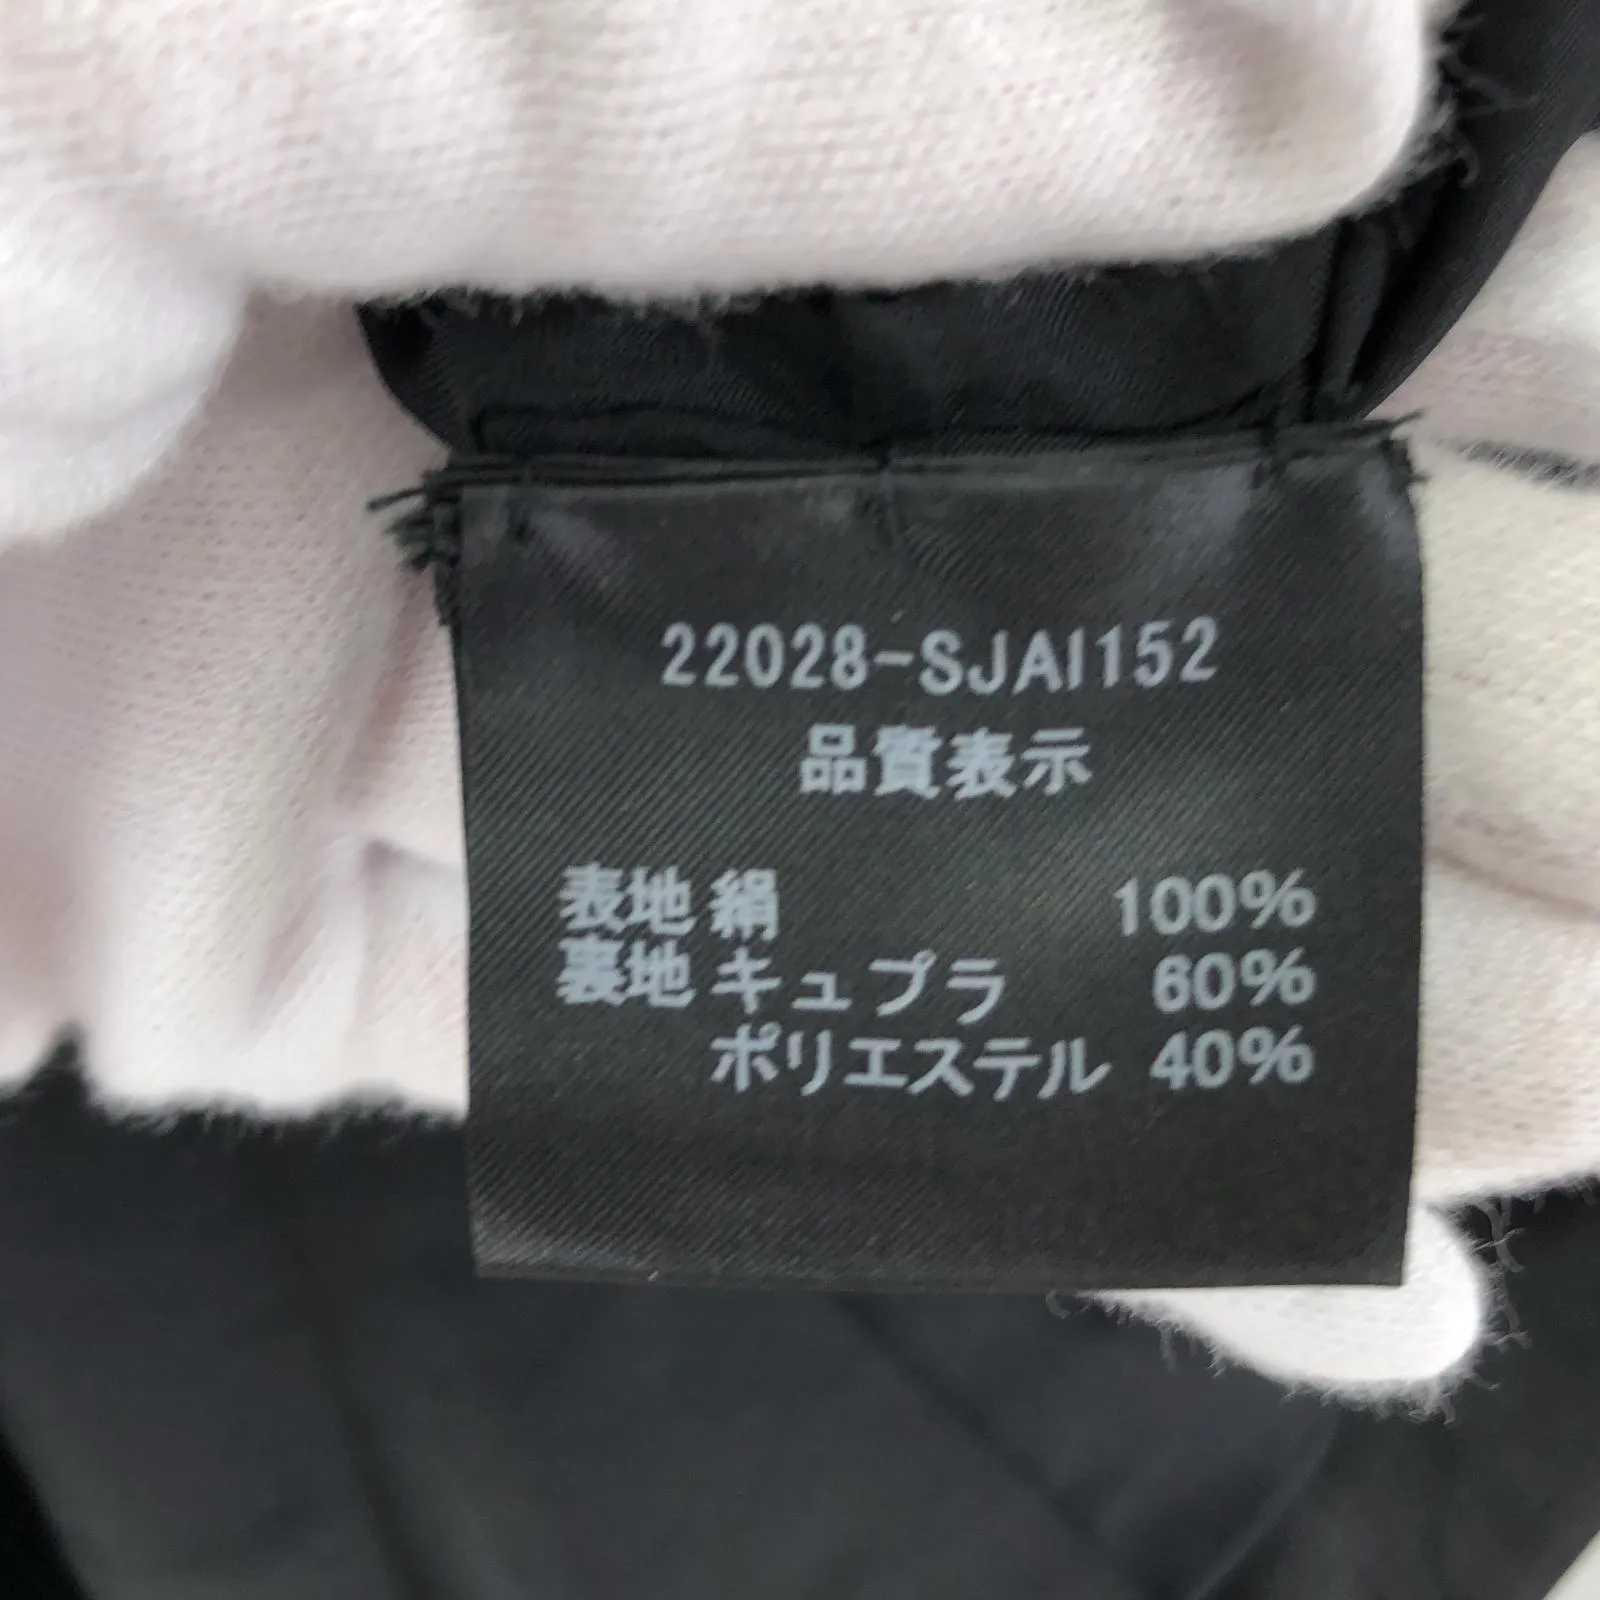 22028-SJAI152
品質表示
表地 絹 100%
裏地 キュプラ 60%
ポリエステル 40%